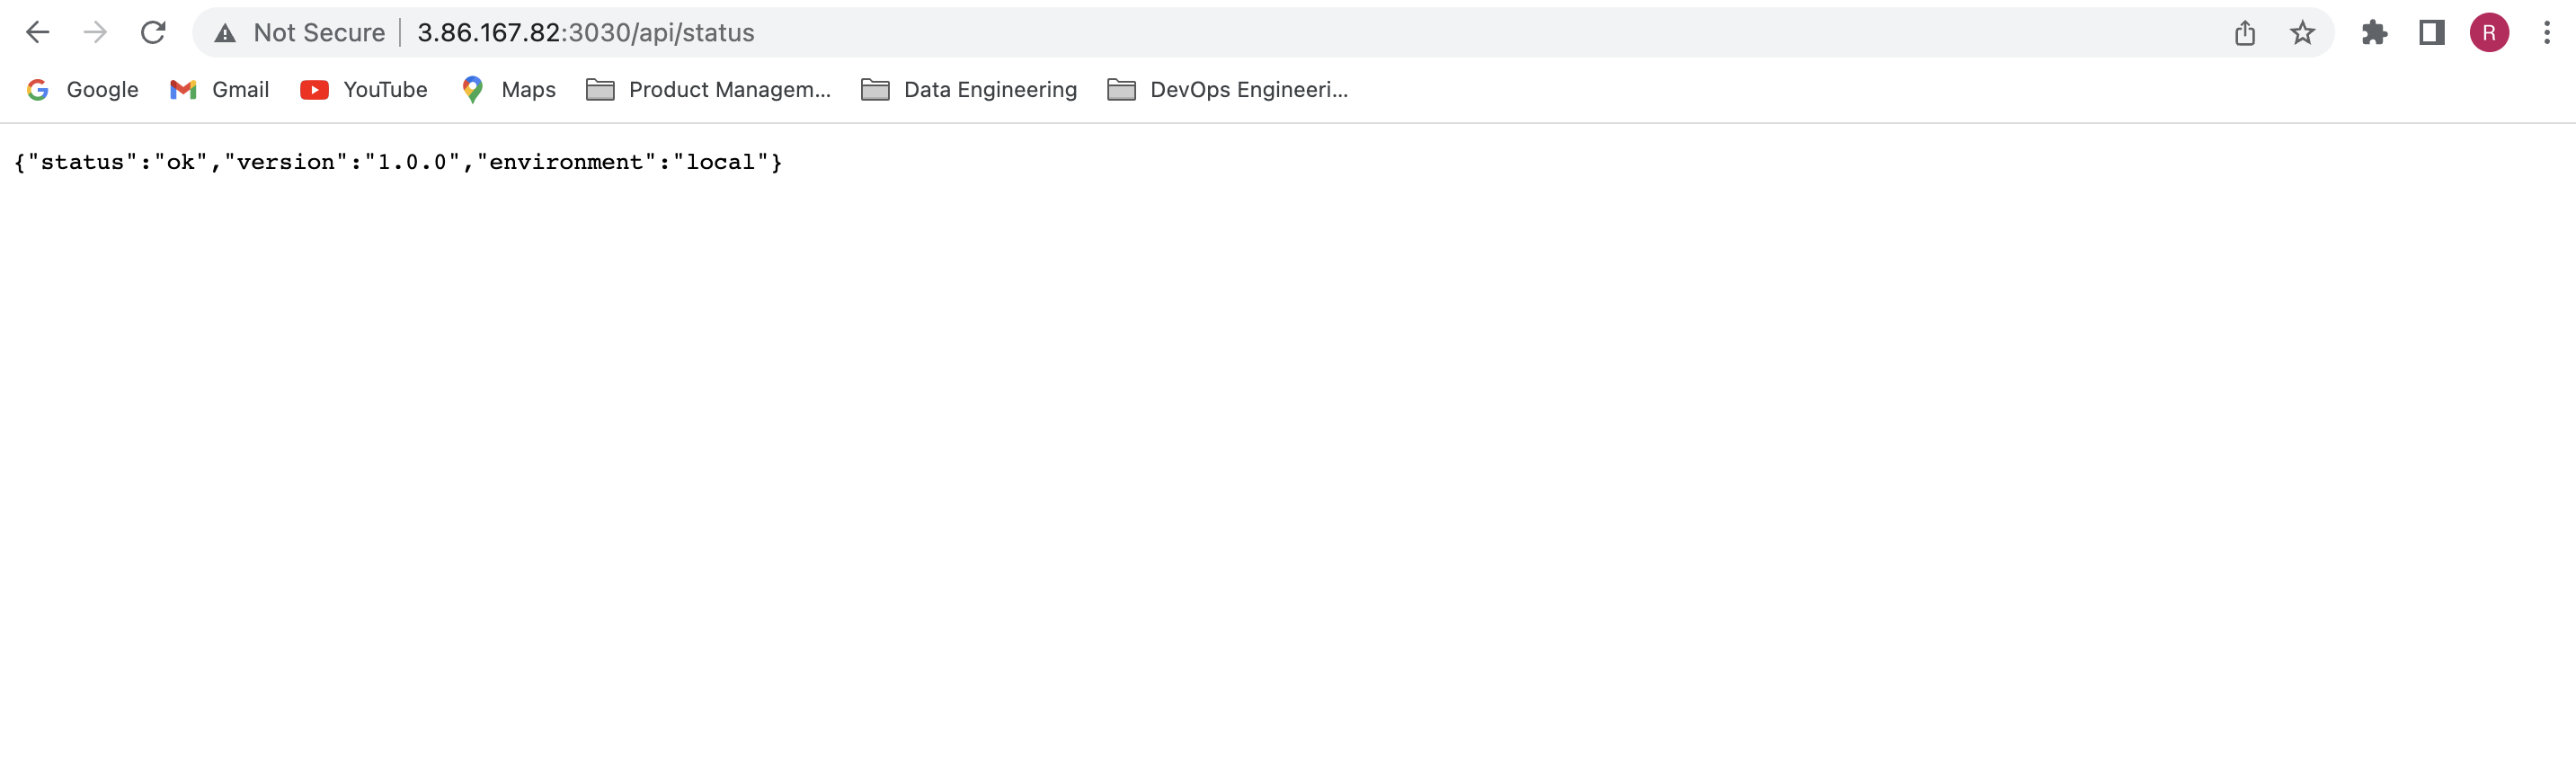 Not Secure | 3.86.167.82:3030/api/status
R
Google Gmail YouTube Maps Product Managem... Data Engineering DevOps Engineeri...
{"status":"ok","version":"1.0.0","environment":"local"}